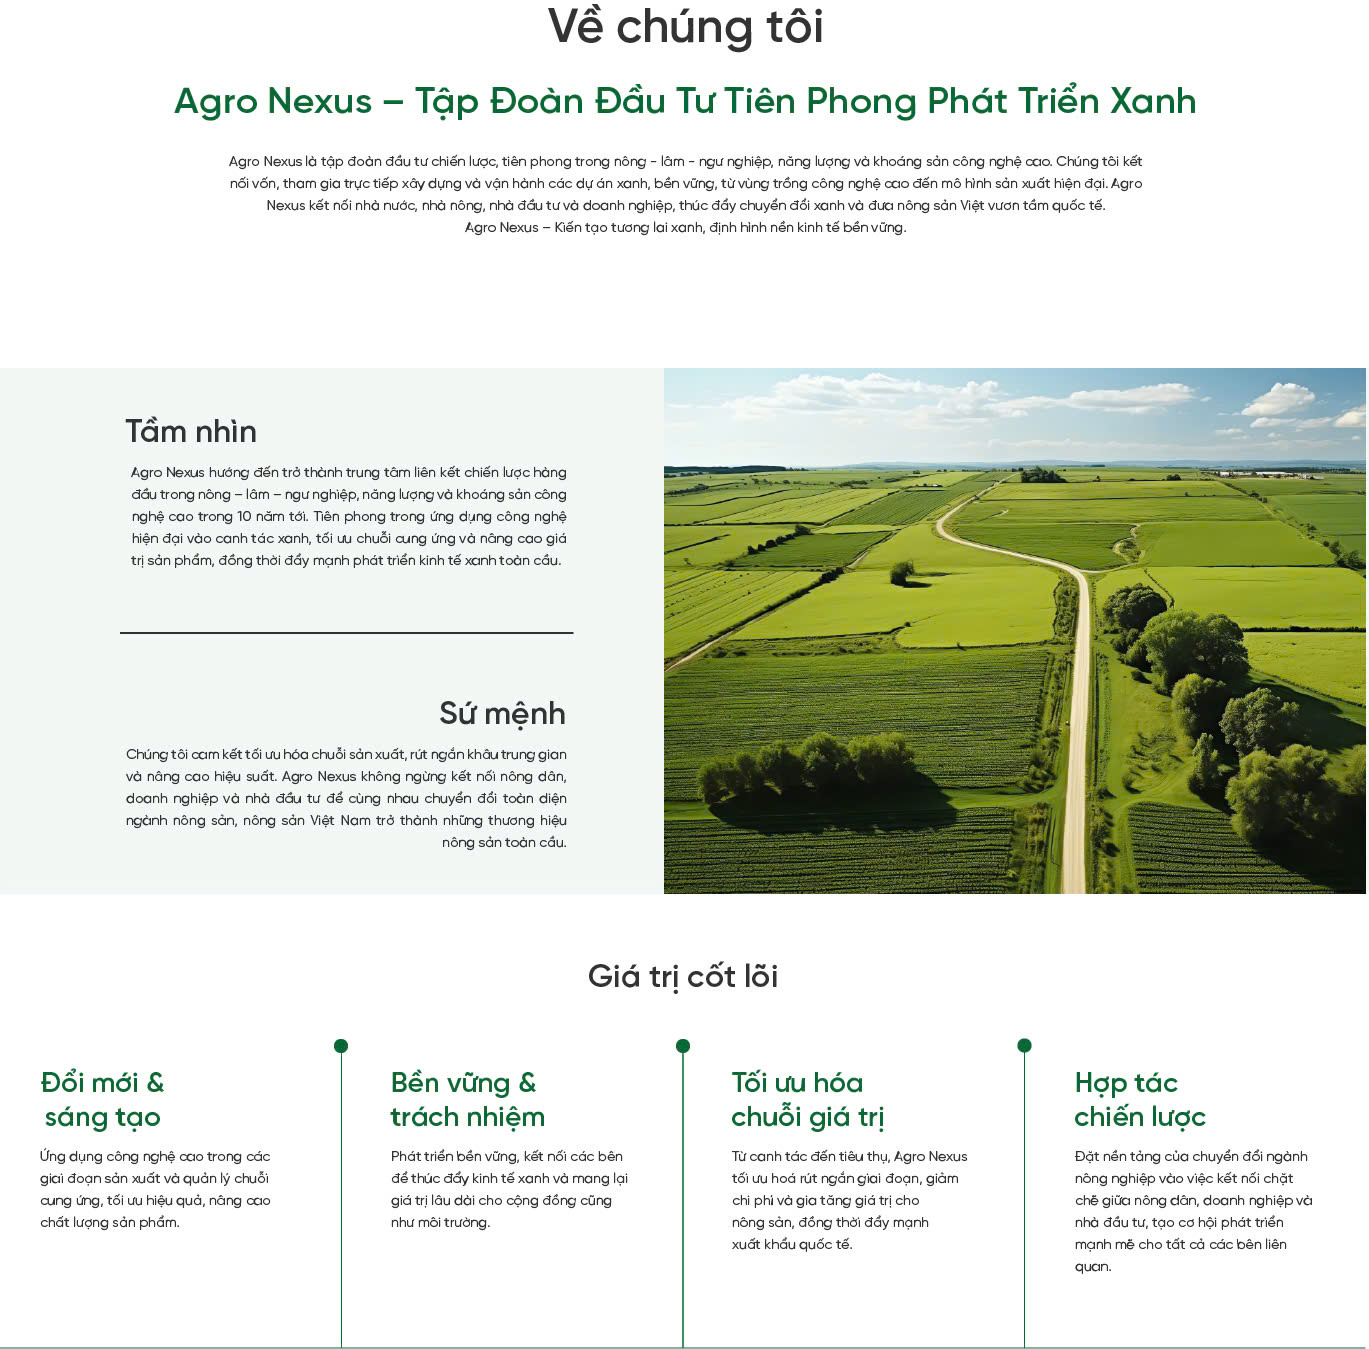 Về chúng tôi
Agro Nexus – Tập Đoàn Đầu Tư Tiên Phong Phát Triển Xanh
Agro Nexus là tập đoàn đầu tư chiến lược, tiên phong trong nông - lâm - ngư nghiệp, năng lượng và khoáng sản công nghệ cao. Chúng tôi kết
nối vốn, tham gia trực tiếp xây dựng và vận hành các dự án xanh, bền vững, từ vùng trồng công nghệ cao đến mô hình sản xuất hiện đại. Agro
Nexus kết nối nhà nước, nhà nông, nhà đầu tư và doanh nghiệp, thúc đẩy chuyển đổi xanh và đưa nông sản Việt vươn tầm quốc tế.
Agro Nexus – Kiến tạo tương lai xanh, định hình nền kinh tế bền vững.
Tầm nhìn
Agro Nexus hướng đến trở thành trung tâm liên kết chiến lược hàng
đầu trong nông – lâm – ngư nghiệp, năng lượng và khoáng sản công
nghệ cao trong 10 năm tới. Tiên phong trong ứng dụng công nghệ
hiện đại vào canh tác xanh, tối ưu chuỗi cung ứng và nâng cao giá
trị sản phẩm, đồng thời đẩy mạnh phát triển kinh tế xanh toàn cầu.
Sứ mệnh
Chúng tôi cam kết tối ưu hóa chuỗi sản xuất, rút ngắn khâu trung gian
và nâng cao hiệu suất. Agro Nexus không ngừng kết nối nông dân,
doanh nghiệp và nhà đầu tư để cùng nhau chuyển đổi toàn diện
ngành nông sản, nông sản Việt Nam trở thành những thương hiệu
nông sản toàn cầu.
Giá trị cốt lõi
Đổi mới &
sáng tạo
Ứng dụng công nghệ cao trong các
giai đoạn sản xuất và quản lý chuỗi
cung ứng, tối ưu hiệu quả, nâng cao
chất lượng sản phẩm.
Bền vững &
trách nhiệm
Phát triển bền vững, kết nối các bên
để thúc đẩy kinh tế xanh và mang lại
giá trị lâu dài cho cộng đồng cũng
như môi trường.
Tối ưu hóa
chuỗi giá trị
Từ canh tác đến tiêu thụ, Agro Nexus
tối ưu hoá rút ngắn giai đoạn, giảm
chi phí và gia tăng giá trị cho
nông sản, đồng thời đẩy mạnh
xuất khẩu quốc tế.
Hợp tác
chiến lược
Đặt nền tảng của chuyển đổi ngành
nông nghiệp vào việc kết nối chặt
chẽ giữa nông dân, doanh nghiệp và
nhà đầu tư, tạo cơ hội phát triển
mạnh mẽ cho tất cả các bên liên
quan.